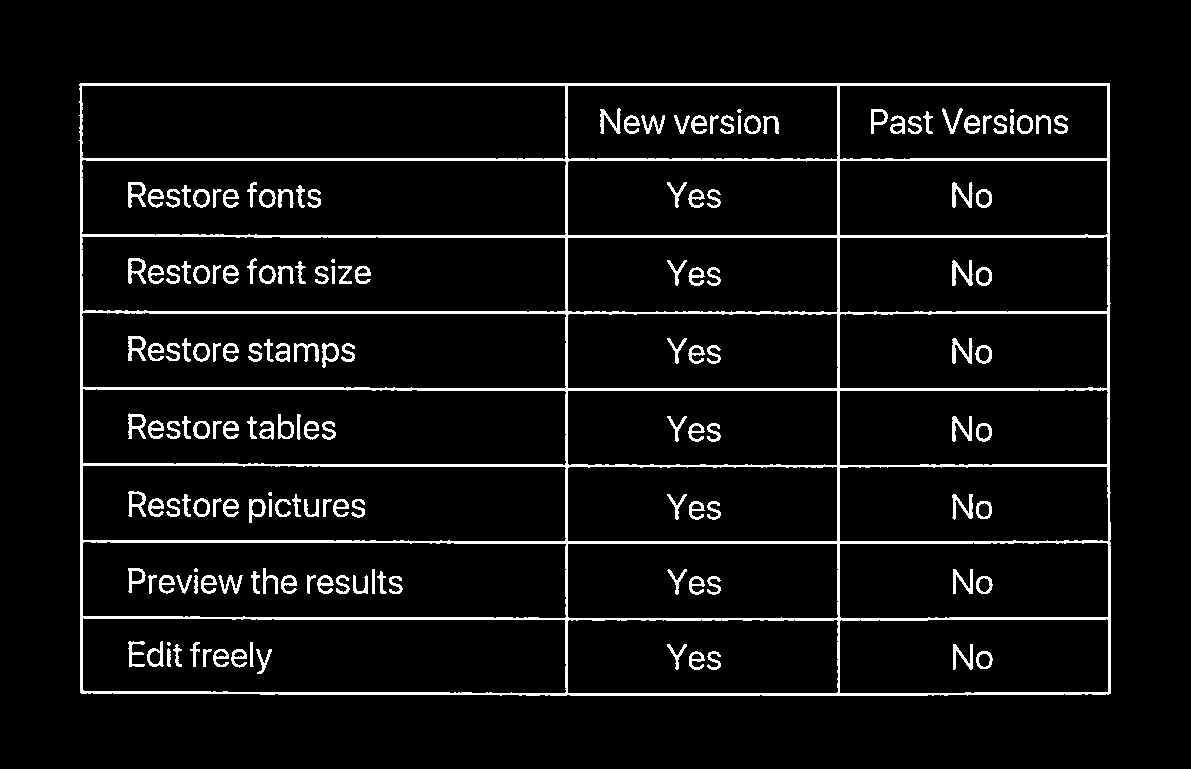 New version Past Versions
Restore fonts Yes No
Restore font size Yes No
Restore stamps Yes No
Restore tables Yes No
Restore pictures Yes No
Preview the results Yes No
Edit freely Yes No